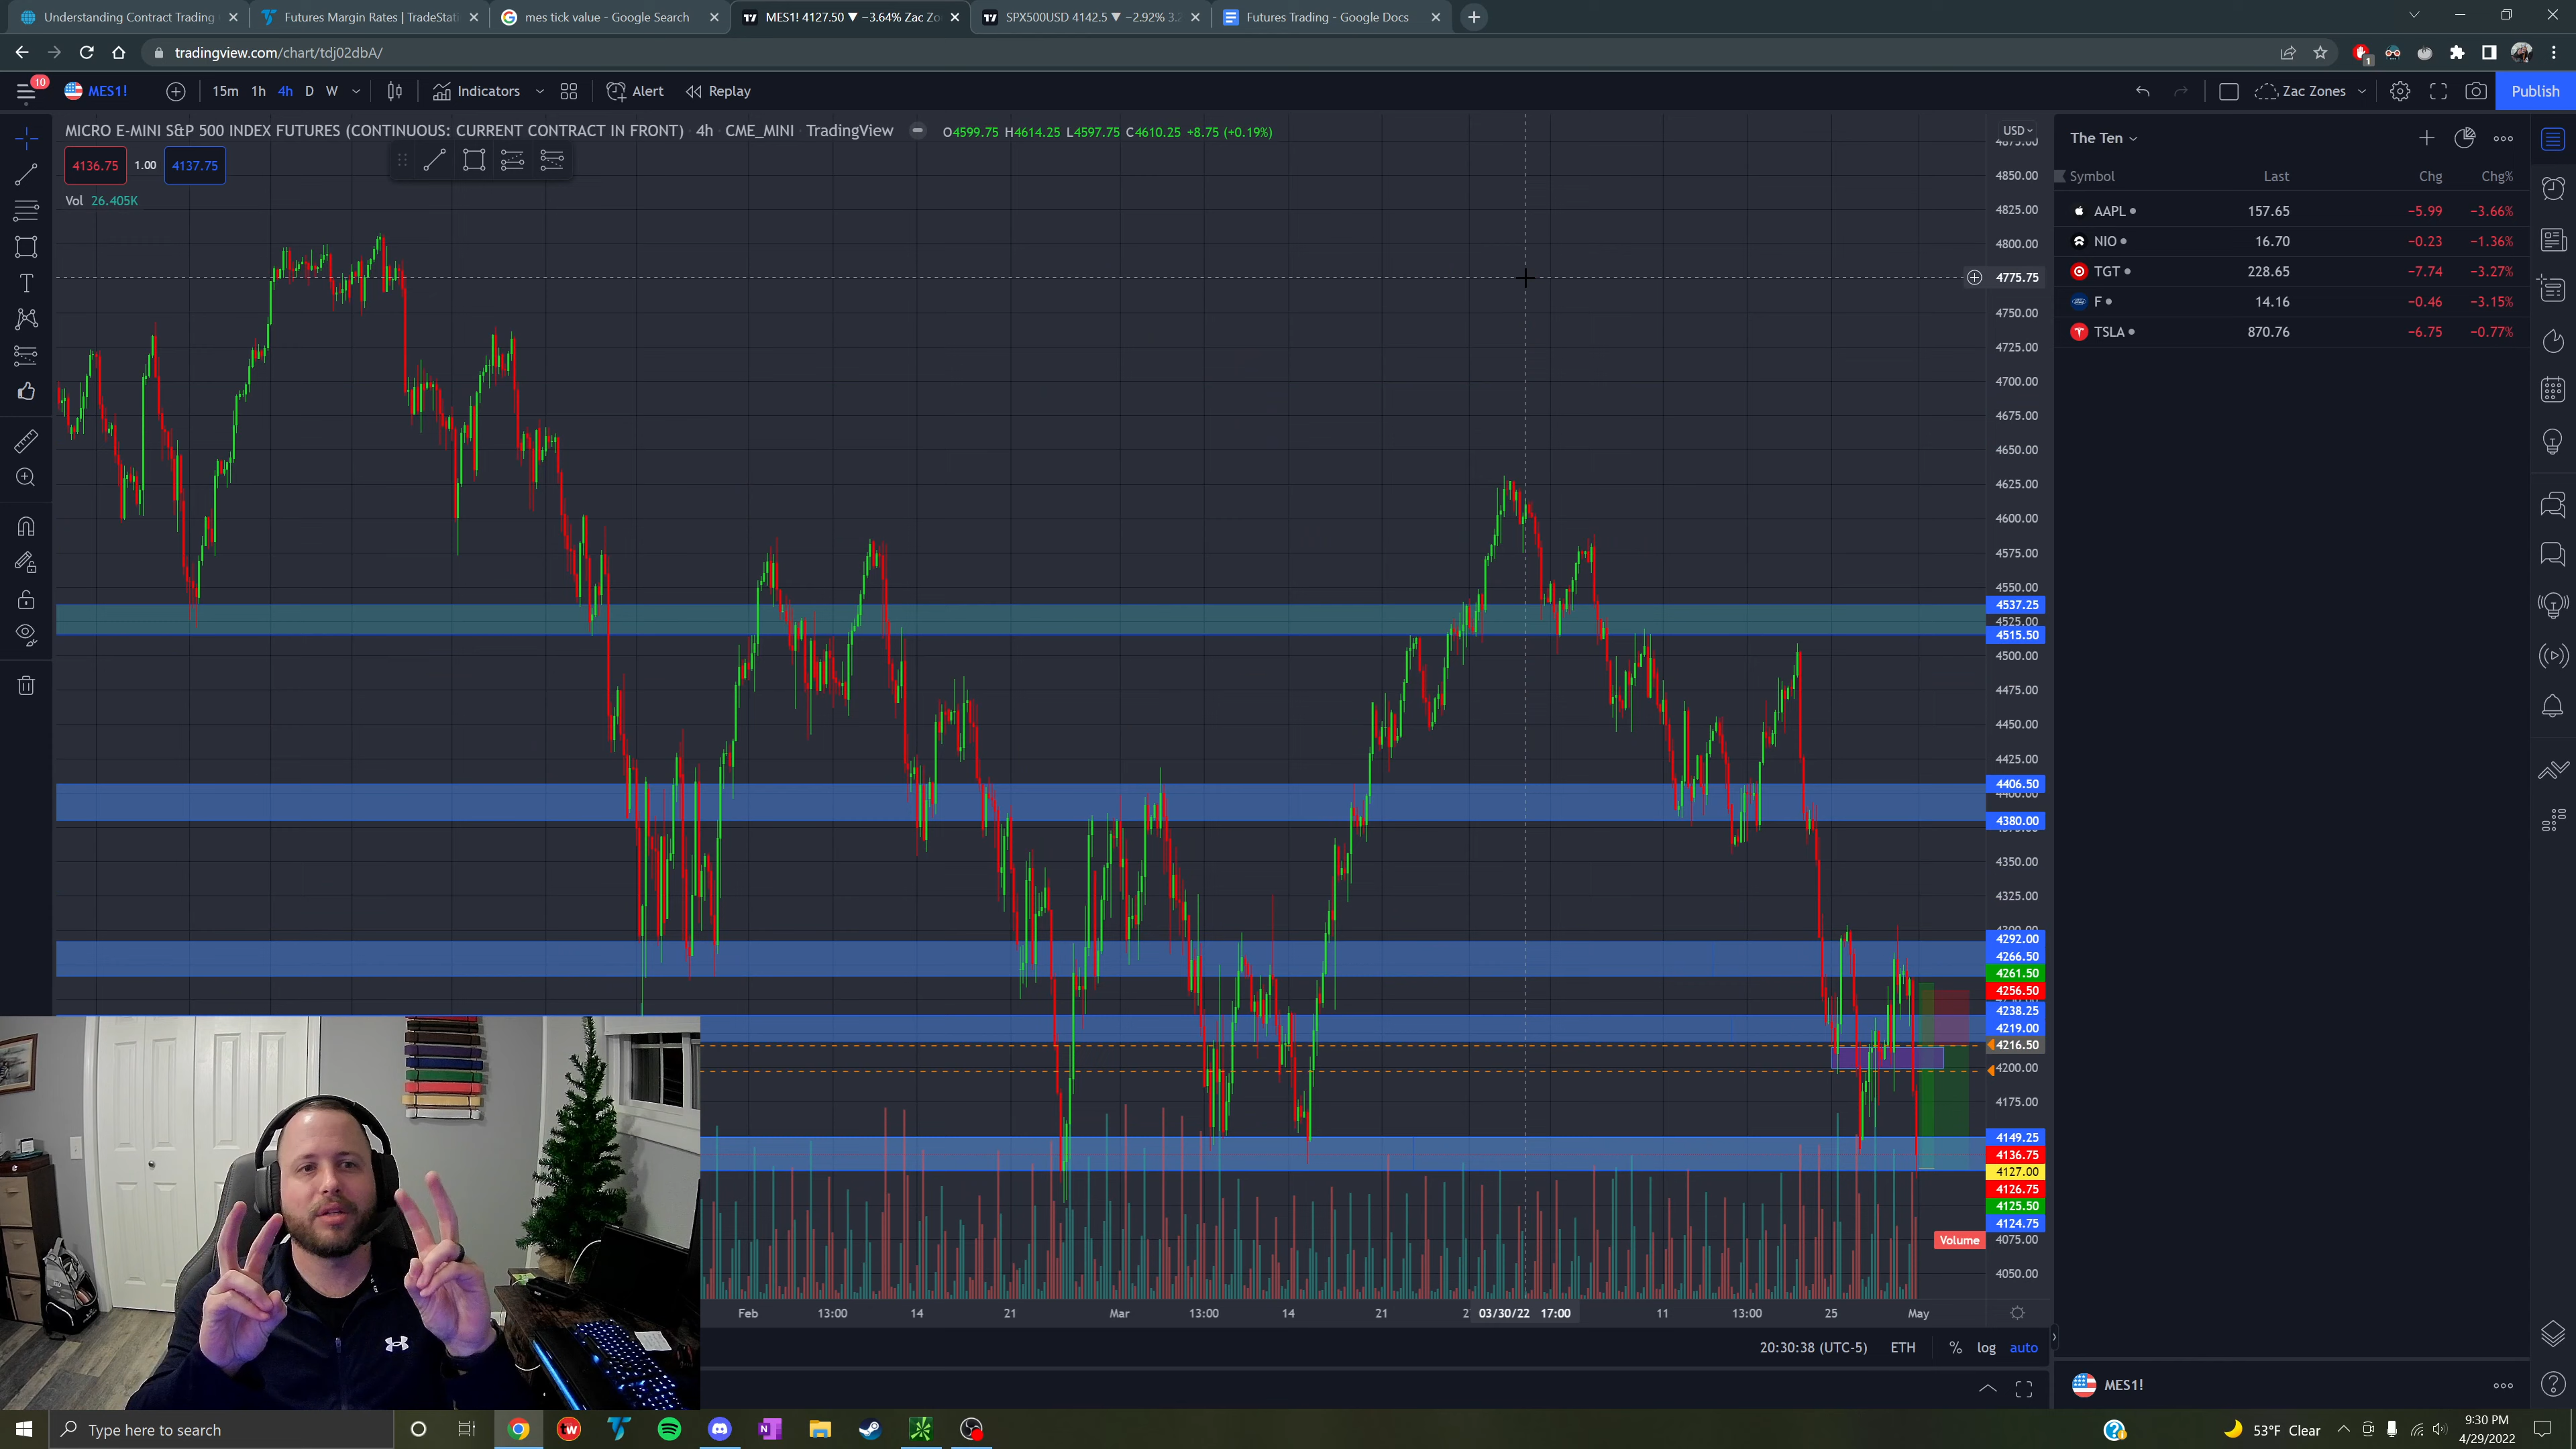 Understanding Contract Trading
Futures Margin Rates | TradeStati
mes tick value - Google Search
MES1! 4127.50 ▼ −3.64% Zac Zo
SPX500USD 4142.5 ▼ −2.92% 3.
Futures Trading - Google Docs
tradingview.com/chart/tdj02dbA/
1
10
MES1!
15m 1h 4h D W
Indicators
Alert
Replay
Zac Zones
Publish
MICRO E-MINI S&P 500 INDEX FUTURES (CONTINUOUS: CURRENT CONTRACT IN FRONT) · 4h · CME_MINI · TradingView
O4599.75 H4614.25 L4597.75 C4610.25 +8.75 (+0.19%)
4136.75 1.00 4137.75
Vol 26.405K
USD
4875.00
4850.00
4825.00
4800.00
4775.75
4750.00
4725.00
4700.00
4675.00
4650.00
4625.00
4600.00
4575.00
4550.00
4537.25
4525.00
4515.50
4500.00
4475.00
4450.00
4425.00
4406.50
4400.00
4380.00
4350.00
4325.00
4300.00
4292.00
4266.50
4261.50
4256.50
4238.25
4219.00
4216.50
4200.00
4175.00
4149.25
4136.75
4127.00
4126.75
4125.50
4124.75
Volume
4075.00
4050.00
Feb 13:00 14 21 Mar 13:00 14 21 2 03/30/22 17:00 11 13:00 25 May
20:30:38 (UTC-5) ETH % log auto
The Ten
Symbol Last Chg Chg%
AAPL 157.65 −5.99 −3.66%
NIO 16.70 −0.23 −1.36%
TGT 228.65 −7.74 −3.27%
F 14.16 −0.46 −3.15%
TSLA 870.76 −6.75 −0.77%
MES1!
Type here to search
tw
53°F Clear
9:30 PM
4/29/2022